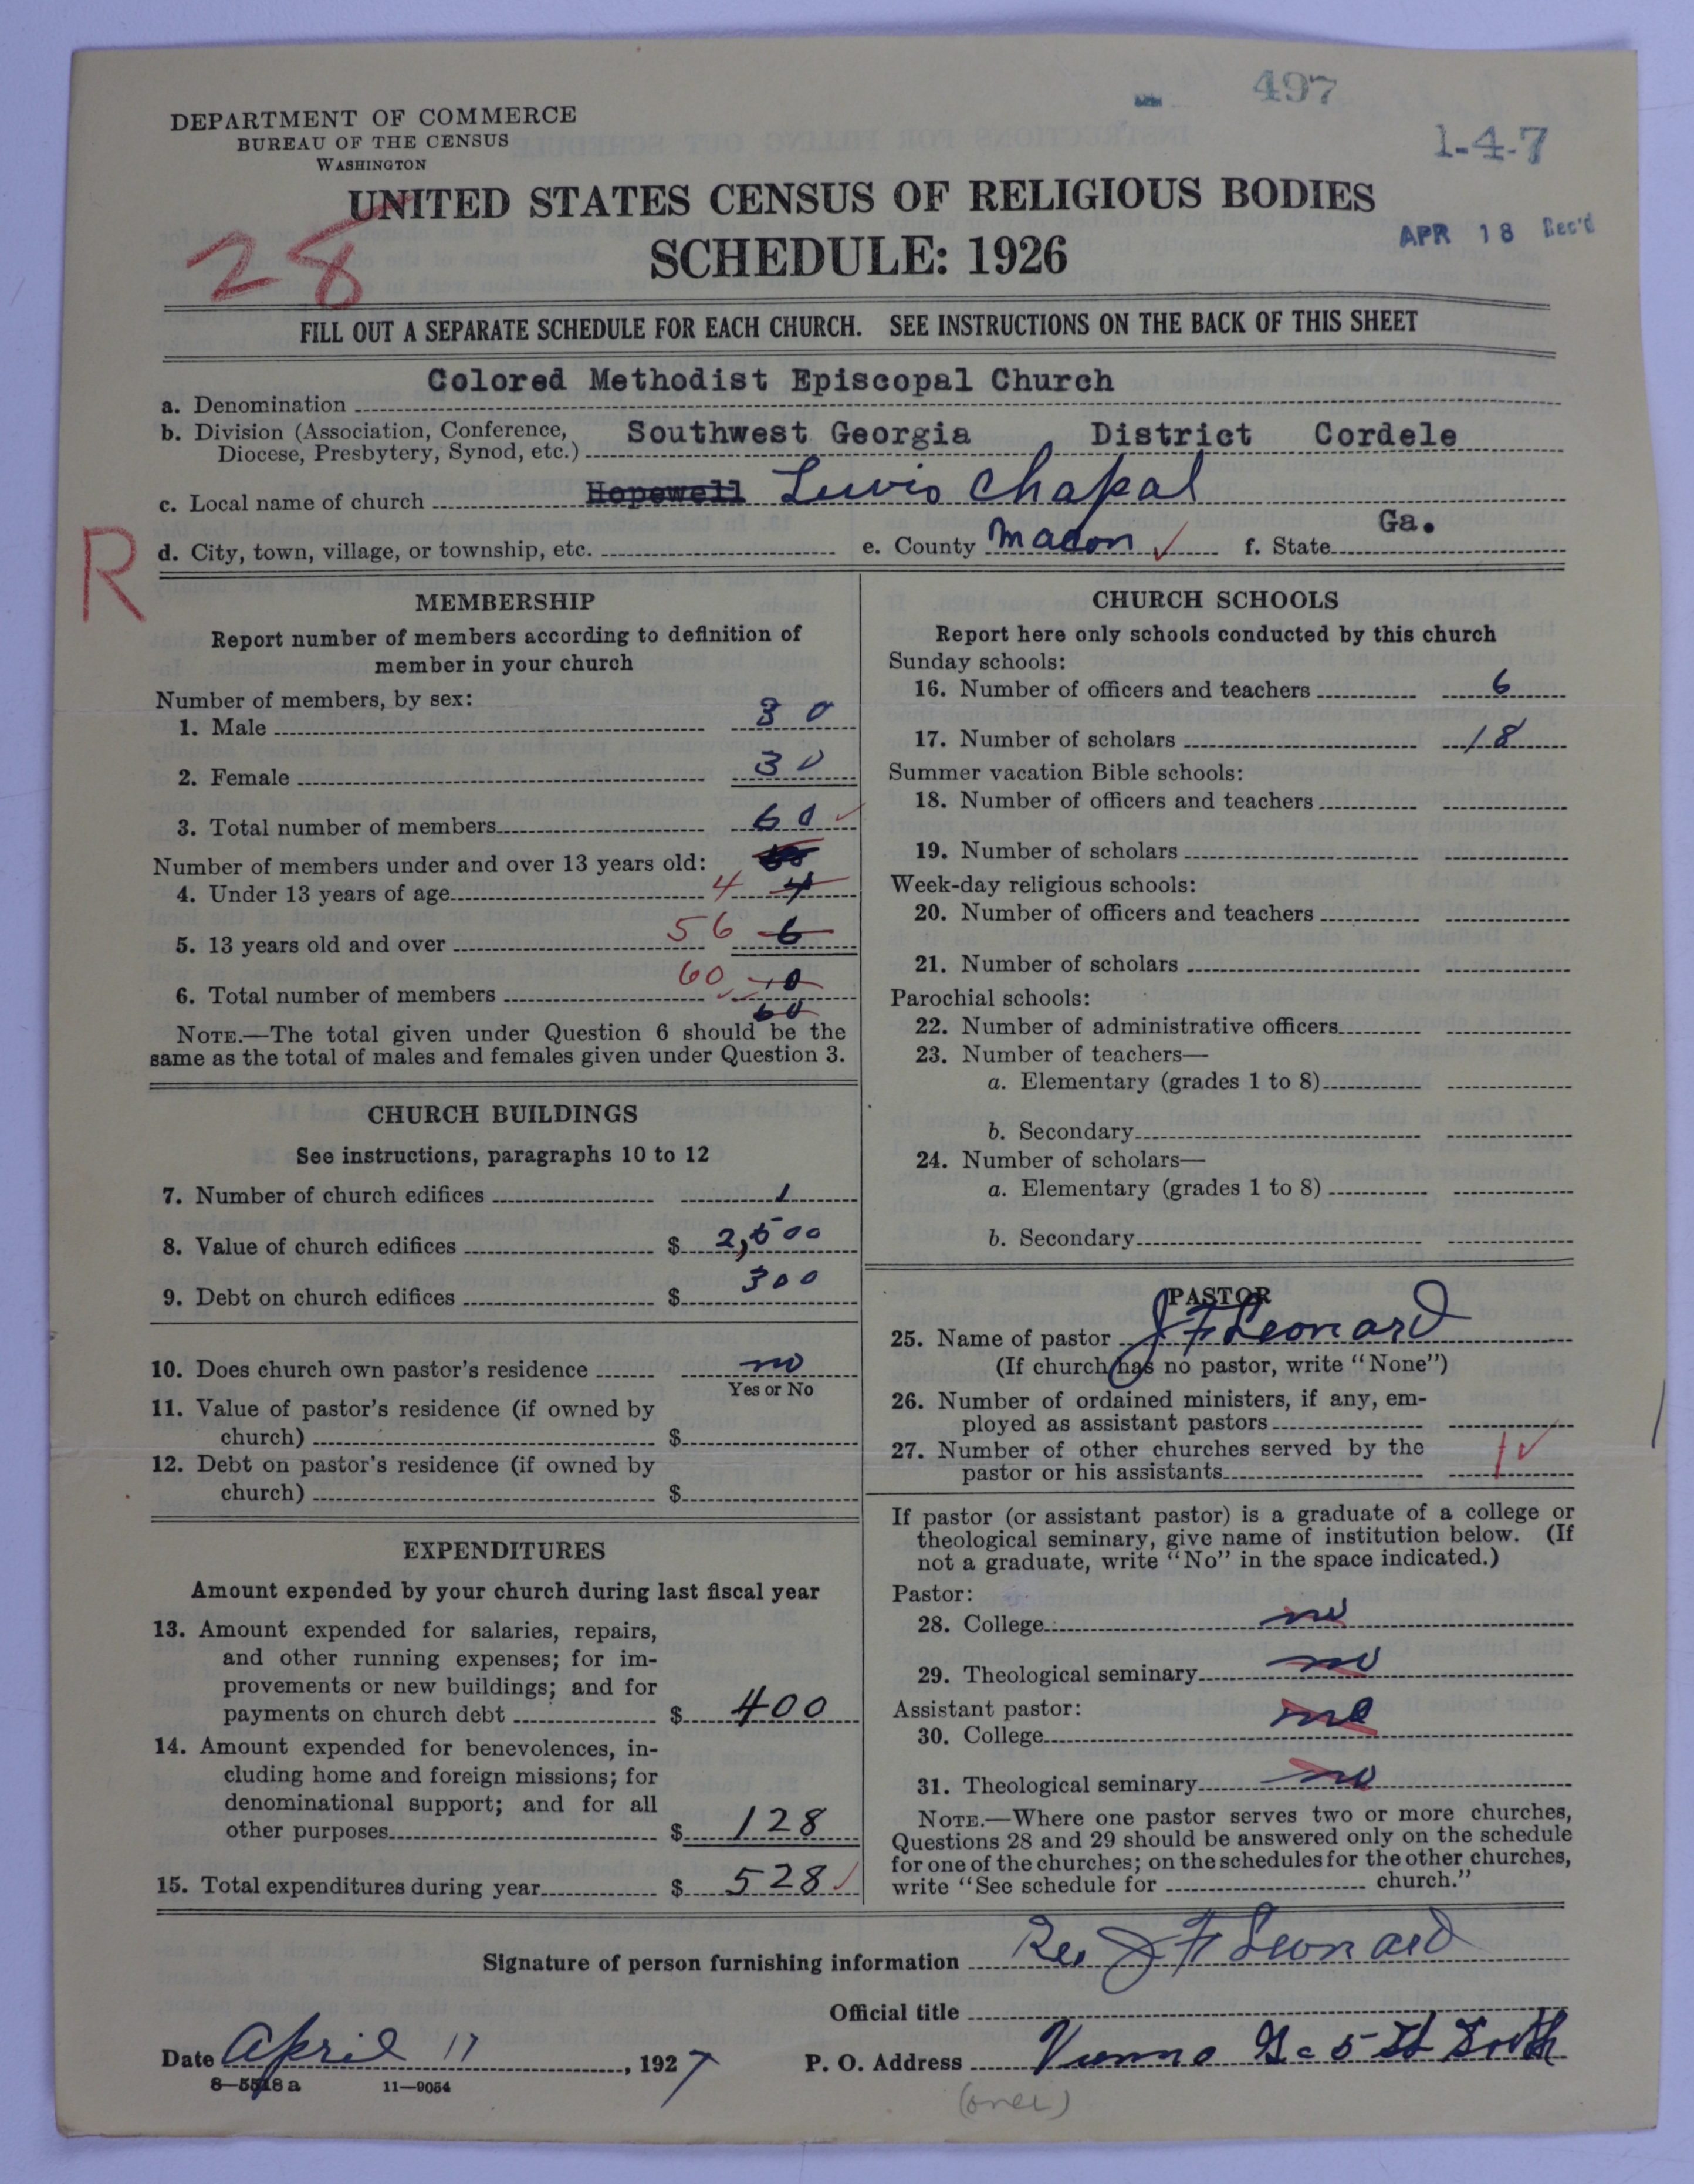 497
1-4-7
DEPARTMENT OF COMMERCE
BUREAU OF THE CENSUS
WASHINGTON
UNITED STATES CENSUS OF RELIGIOUS BODIES
SCHEDULE: 1926
APR 18 Rec'd
28
FILL OUT A SEPARATE SCHEDULE FOR EACH CHURCH. SEE INSTRUCTIONS ON THE BACK OF THIS SHEET
Colored Methodist Episcopal Church
a. Denomination
b. Division (Association, Conference, Southwest Georgia , District Cordele
Diocese, Presbytery, Synod, etc.)
c. Local name of church Hopewell Lewis Chapal
R
d. City, town, village, or township, etc. e. County Macon ✓ f. State Ga.
MEMBERSHIP
Report number of members according to definition of
member in your church
Number of members, by sex:
1. Male 30
2. Female 30
3. Total number of members 60 ✓
Number of members under and over 13 years old:
4. Under 13 years of age 4 4
5. 13 years old and over 56 6
6. Total number of members 60 10
60
NOTE.—The total given under Question 6 should be the
same as the total of males and females given under Question 3.
CHURCH BUILDINGS
See instructions, paragraphs 10 to 12
7. Number of church edifices 1
8. Value of church edifices $ 2,500
9. Debt on church edifices $ 300
10. Does church own pastor's residence no
Yes or No
11. Value of pastor's residence (if owned by
church) $
12. Debt on pastor's residence (if owned by
church) $
EXPENDITURES
Amount expended by your church during last fiscal year
13. Amount expended for salaries, repairs,
and other running expenses; for im-
provements or new buildings; and for
payments on church debt $ 400
14. Amount expended for benevolences, in-
cluding home and foreign missions; for
denominational support; and for all
other purposes $ 128
15. Total expenditures during year $ 528 ✓
CHURCH SCHOOLS
Report here only schools conducted by this church
Sunday schools:
16. Number of officers and teachers 6
17. Number of scholars 18
Summer vacation Bible schools:
18. Number of officers and teachers
19. Number of scholars
Week-day religious schools:
20. Number of officers and teachers
21. Number of scholars
Parochial schools:
22. Number of administrative officers
23. Number of teachers—
a. Elementary (grades 1 to 8)
b. Secondary
24. Number of scholars—
a. Elementary (grades 1 to 8)
b. Secondary
PASTOR
25. Name of pastor J F Leonard
(If church has no pastor, write "None")
26. Number of ordained ministers, if any, em-
ployed as assistant pastors
27. Number of other churches served by the
pastor or his assistants 1 ✓
If pastor (or assistant pastor) is a graduate of a college or
theological seminary, give name of institution below. (If
not a graduate, write "No" in the space indicated.)
Pastor:
28. College no
29. Theological seminary no
Assistant pastor:
30. College no
31. Theological seminary no
NOTE.—Where one pastor serves two or more churches,
Questions 28 and 29 should be answered only on the schedule
for one of the churches; on the schedules for the other churches,
write "See schedule for church."
Signature of person furnishing information Rev J F Leonard
Official title
Date April 11, 1927 P. O. Address Vienna Ga 5 St
8-5518a 11-9054
(over)